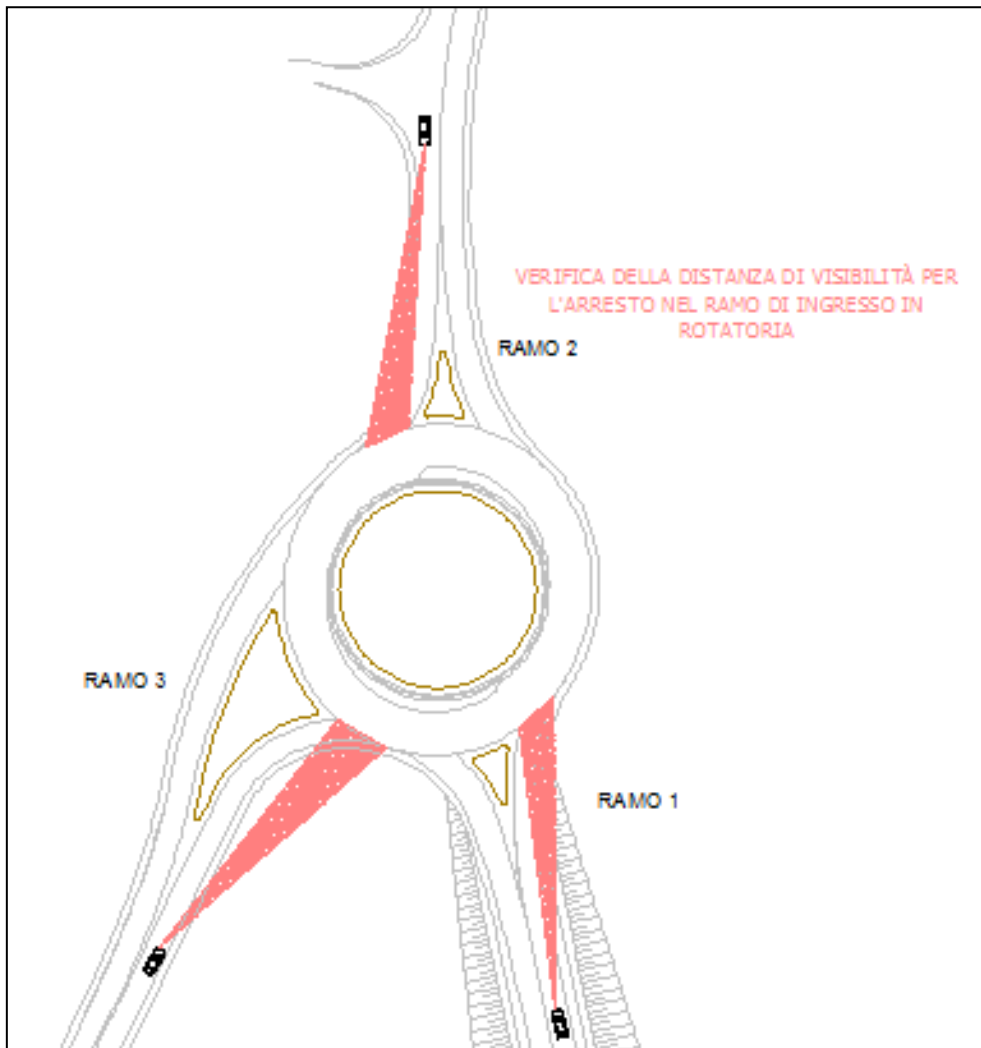 VERIFICA DELLA DISTANZA DI VISIBILITÀ PER
L'ARRESTO NEL RAMO DI INGRESSO IN
ROTATORIA
RAMO 2
RAMO 3
RAMO 1